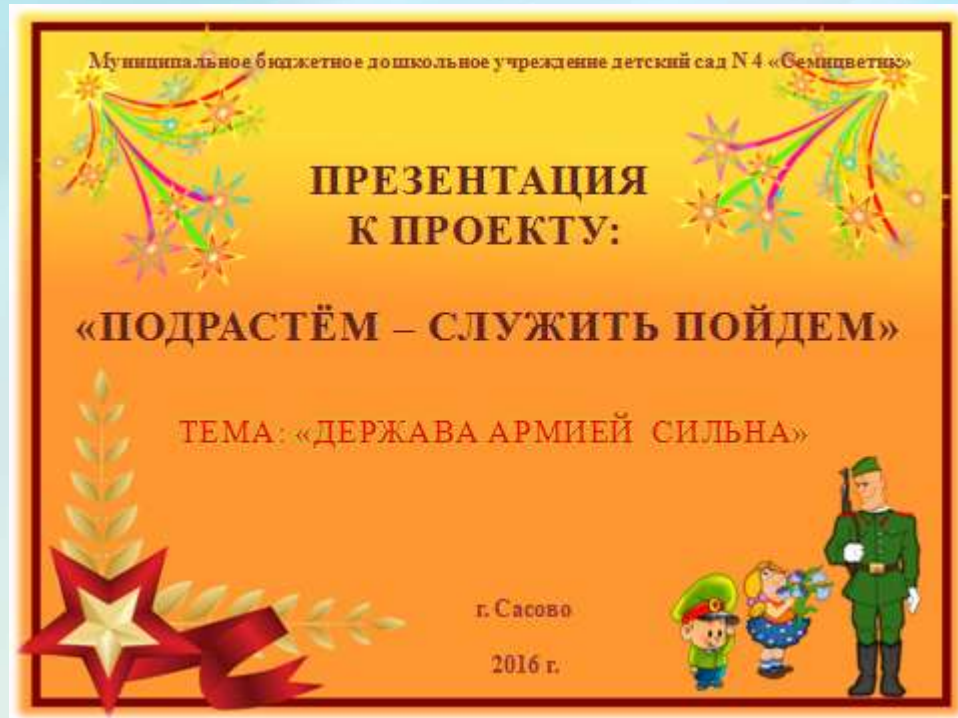 Муниципальное бюджетное дошкольное учреждение детский сад N 4 «Семицветик»
ПРЕЗЕНТАЦИЯ
К ПРОЕКТУ:
«ПОДРАСТЁМ – СЛУЖИТЬ ПОЙДЕМ»
ТЕМА: «ДЕРЖАВА АРМИЕЙ СИЛЬНА»
г. Сасово
2016 г.